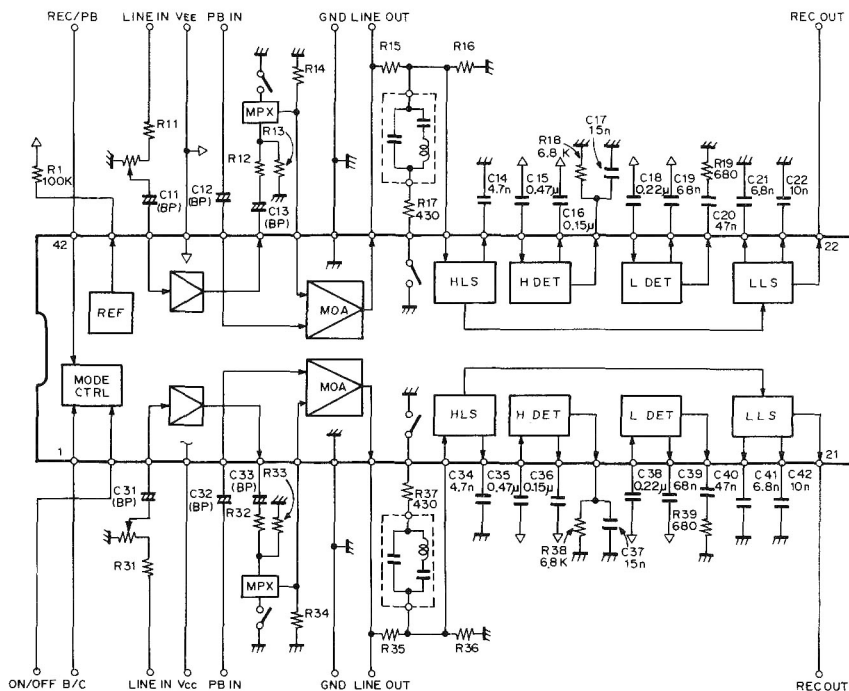 REC/PB LINE IN VEE PB IN GND LINE OUT REC OUT
R15 R16
R14
MPX
R11 R13
R12
R1
100K
C11
(BP)
C12
(BP)
C13
(BP)
R17
430
C14
4.7n
C15
0.47µ
C16
0.15µ
R18
6.8K
C17
15n
C18
0.22µ
C19
6.8n
R19
680
C20
47n
C21
6.8n
C22
10n
42 22
REF MOA HLS H DET L DET LLS
MODE
CTRL
MOA HLS H DET L DET LLS
1 21
C31
(BP)
C32
(BP)
C33
(BP)
R33
R32
R37
430
C34
4.7n
C35
0.47µ
C36
0.15µ
C38
0.22µ
C39
68n
C40
47n
C41
6.8n
C42
10n
R38
6.8K
C37
15n
R39
680
R31
MPX
R34
R35 R36
ON/OFF B/C LINE IN VCC PB IN GND LINE OUT REC OUT